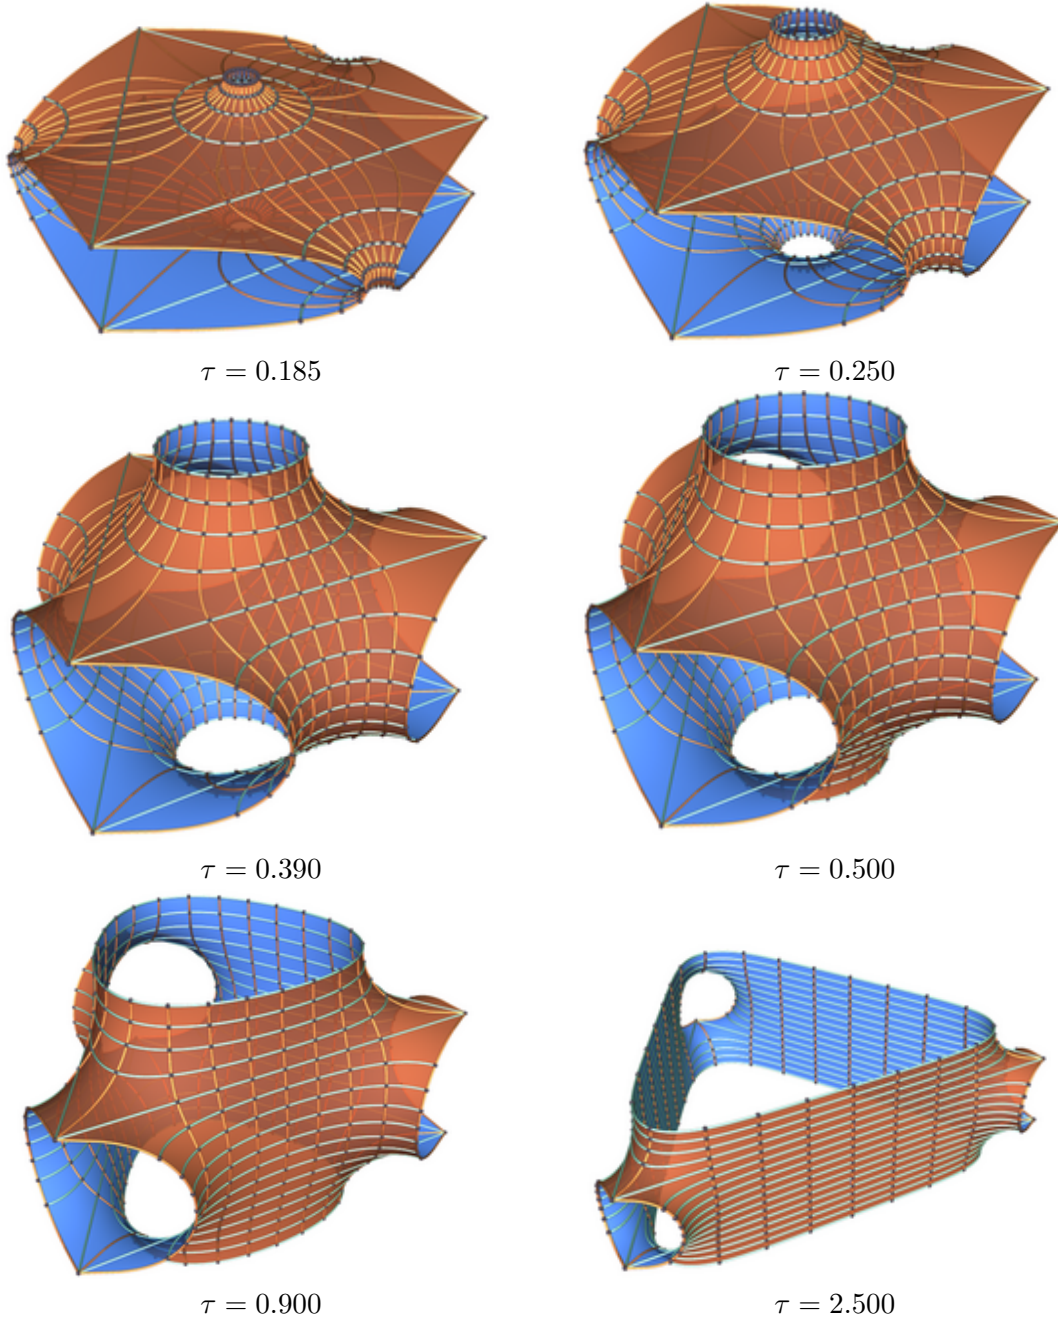 τ = 0.185
τ = 0.250
τ = 0.390
τ = 0.500
τ = 0.900
τ = 2.500